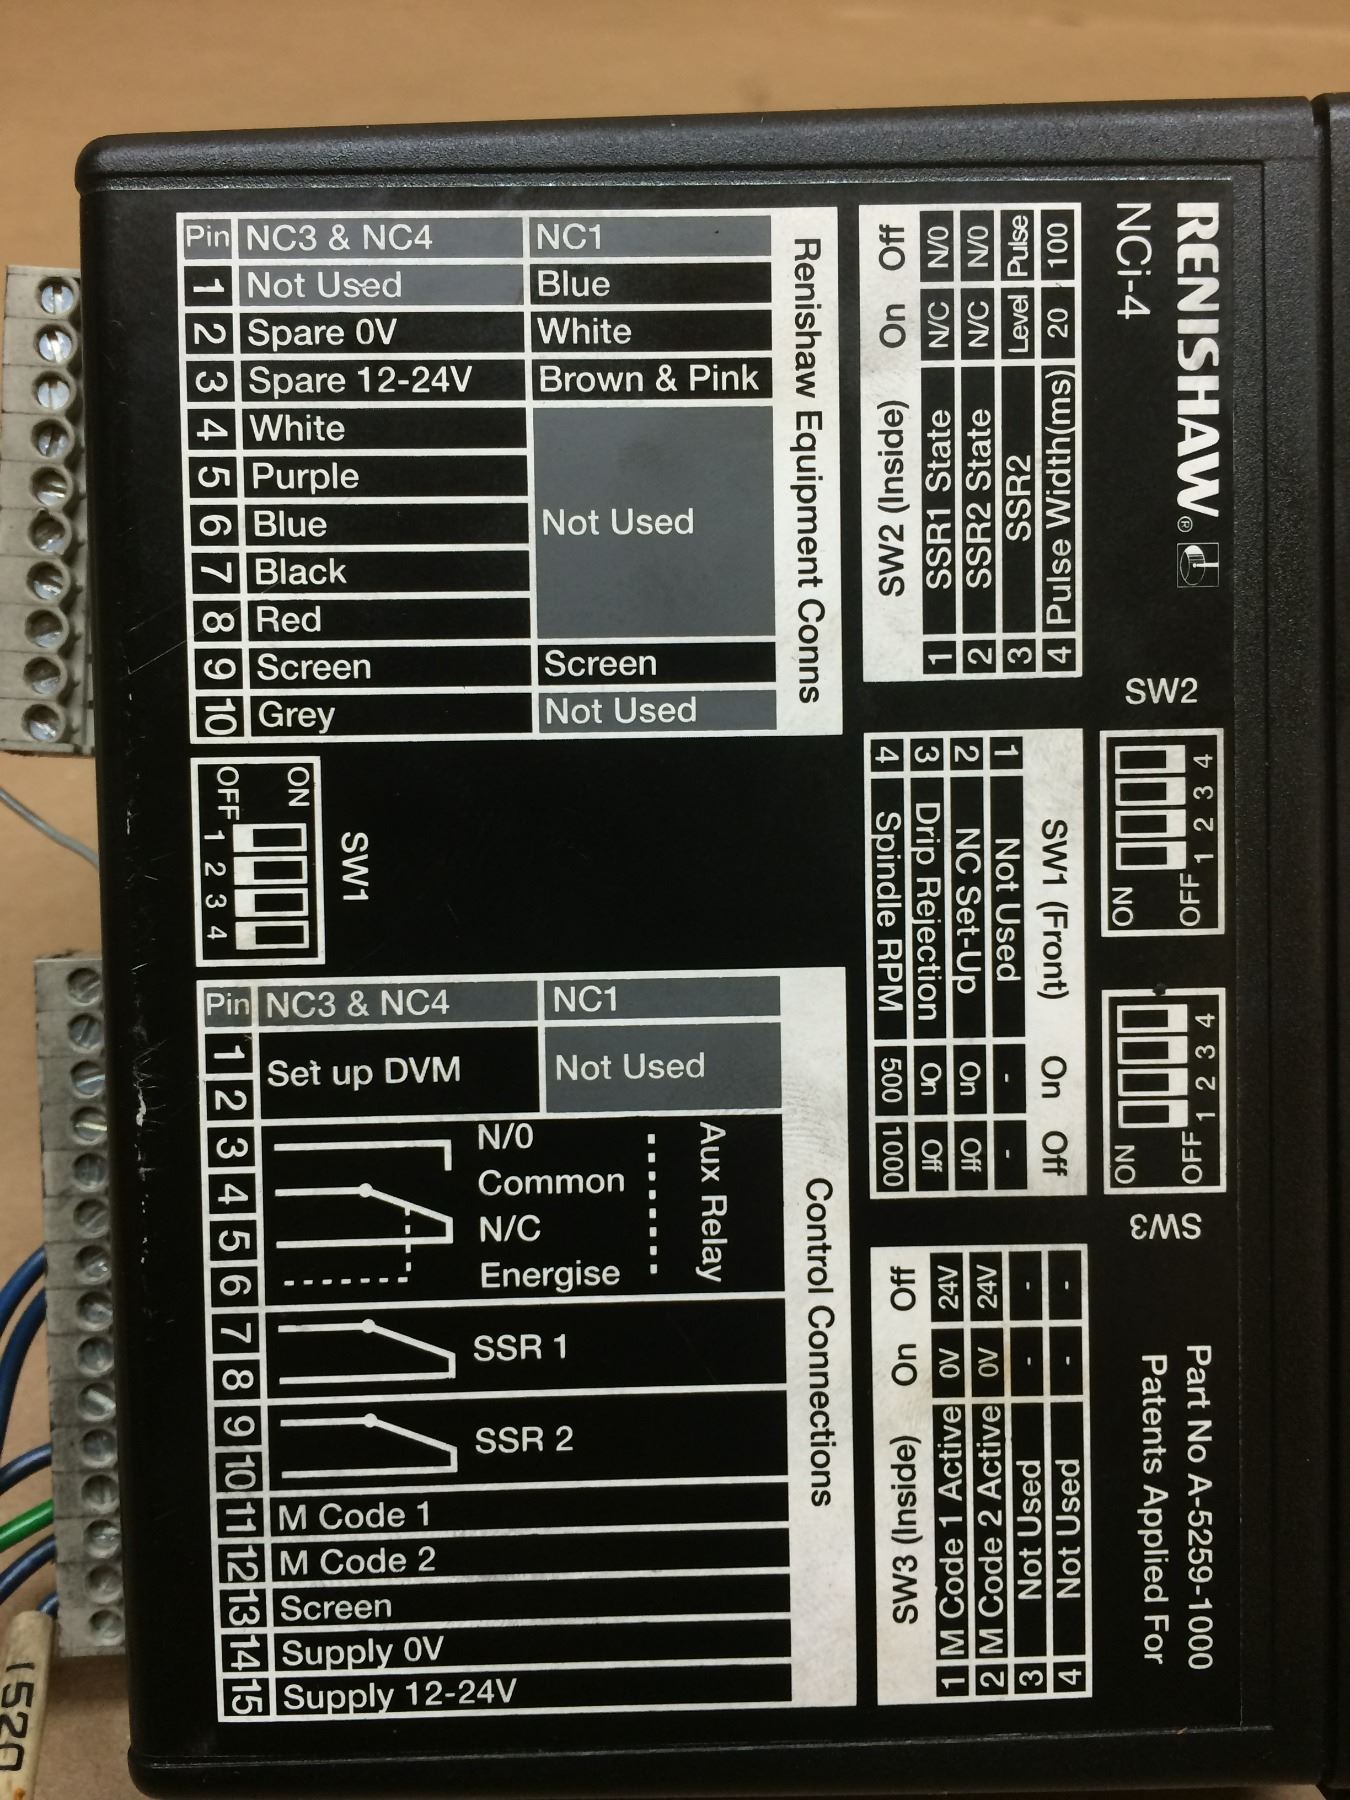 RENISHAW®
NCi-4
Renishaw Equipment Conns
Pin NC3 & NC4 NC1
1 Not Used Blue
2 Spare 0V White
3 Spare 12-24V Brown & Pink
4 White Not Used
5 Purple
6 Blue
7 Black
8 Red
9 Screen Screen
10 Grey Not Used
SW2 (Inside) On Off
1 SSR1 State N/C N/0
2 SSR2 State N/C N/0
3 SSR2 Level Pulse
4 Pulse Width(ms) 20 100
SW1
ON
OFF
1 2 3 4
SW1 (Front) On Off
1 Not Used - -
2 NC Set-Up On Off
3 Drip Rejection On Off
4 Spindle RPM 500 1000
SW2
OFF 1 2 3 4
ON
OFF 1 2 3 4
ON
SW3
Control Connections
Pin NC3 & NC4 NC1
1 Set up DVM Not Used
2
3 N/0 Aux Relay
4 Common
5 N/C
6 Energise
7 SSR 1
8
9 SSR 2
10
11 M Code 1
12 M Code 2
13 Screen
14 Supply 0V
15 Supply 12-24V
SW3 (Inside) On Off
1 M Code 1 Active 0V 24V
2 M Code 2 Active 0V 24V
3 Not Used - -
4 Not Used - -
Part No A-5259-1000
Patents Applied For
1520